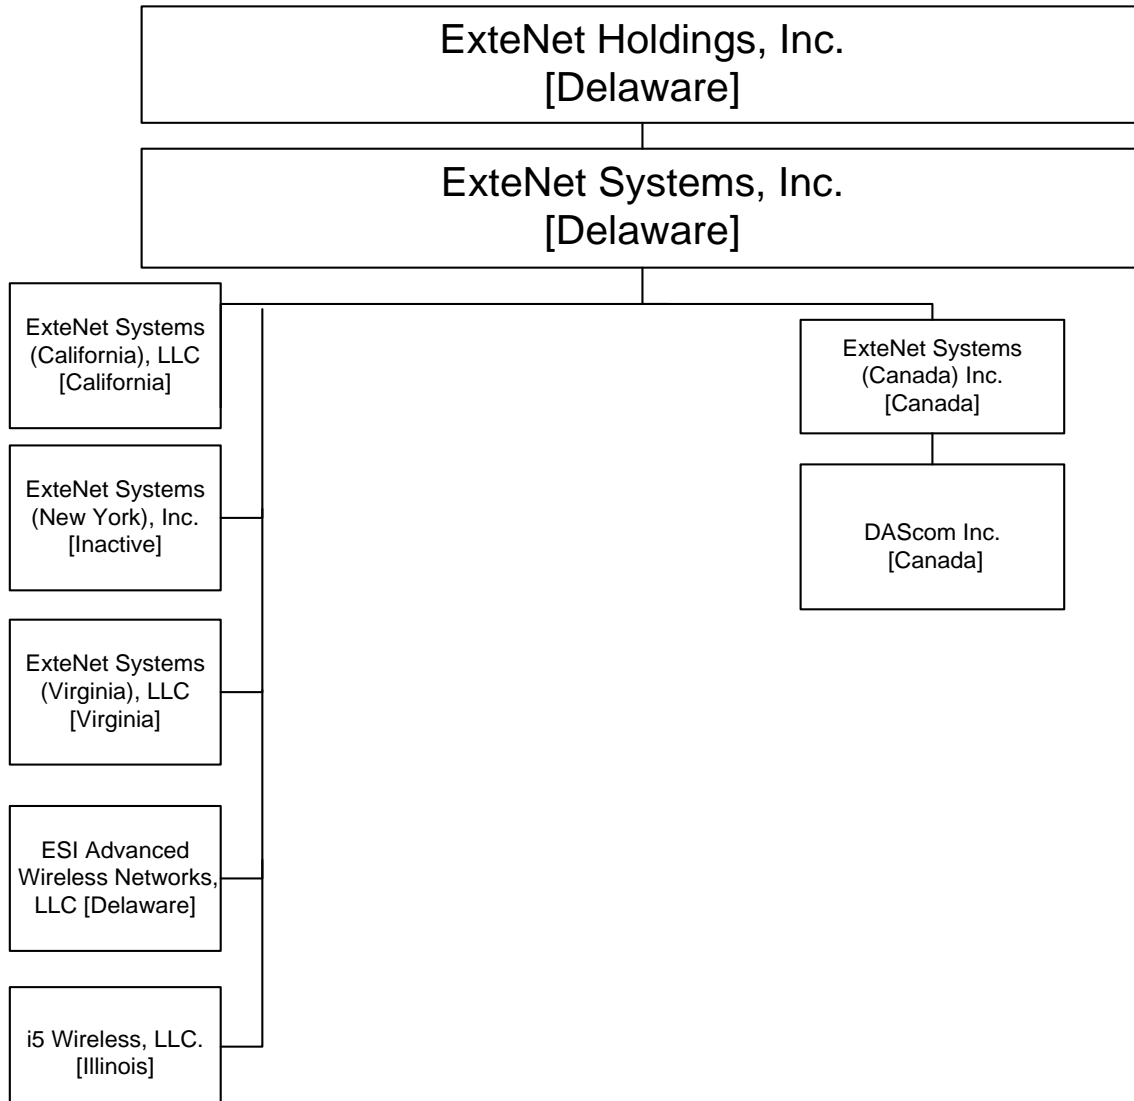 ExteNet Holdings, Inc.
[Delaware]
ExteNet Systems, Inc.
[Delaware]
ExteNet Systems
(California), LLC
[California]
ExteNet Systems
(Canada) Inc.
[Canada]
ExteNet Systems
(New York), Inc.
[Inactive]
DAScom Inc.
[Canada]
ExteNet Systems
(Virginia), LLC
[Virginia]
ESI Advanced
Wireless Networks,
LLC [Delaware]
i5 Wireless, LLC.
[Illinois]